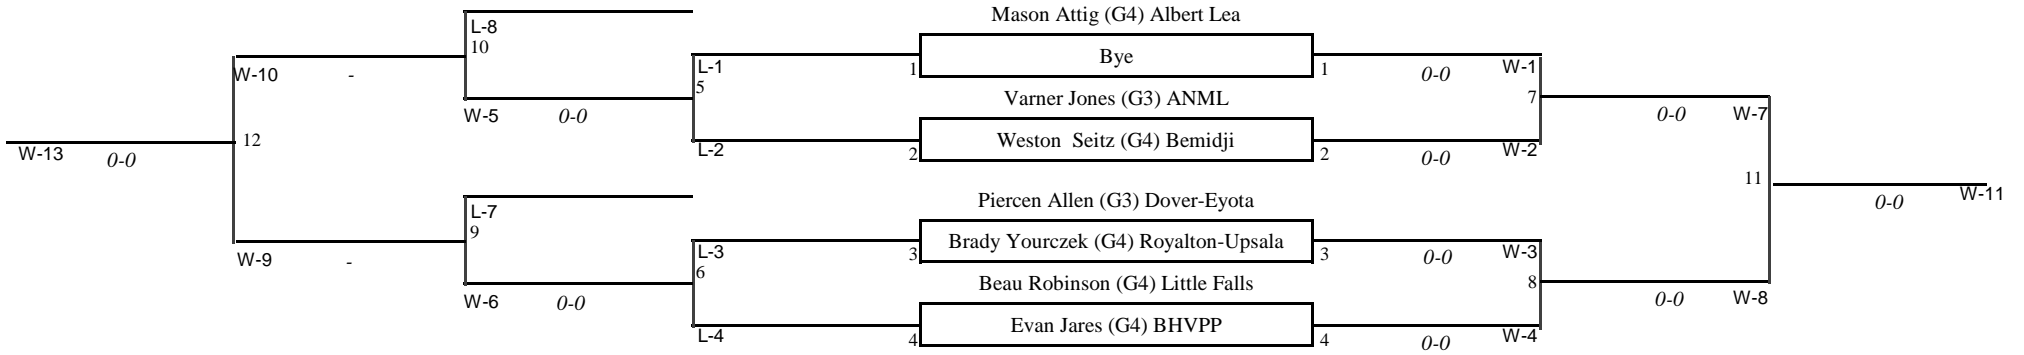 Mason Attig (G4) Albert Lea
L-8
10
Bye
W-10 -
L-1
1
1
0-0
W-1
5
7
Varner Jones (G3) ANML
W-5 0-0
0-0
W-7
12
Weston Seitz (G4) Bemidji
W-13 0-0
L-2
2
2
0-0
W-2
11
Piercen Allen (G3) Dover-Eyota
0-0
W-11
L-7
9
Brady Yourczek (G4) Royalton-Upsala
W-9 -
L-3
3
3
0-0
W-3
6
8
Beau Robinson (G4) Little Falls
W-6 0-0
0-0
W-8
Evan Jares (G4) BHVPP
L-4
4
4
0-0
W-4